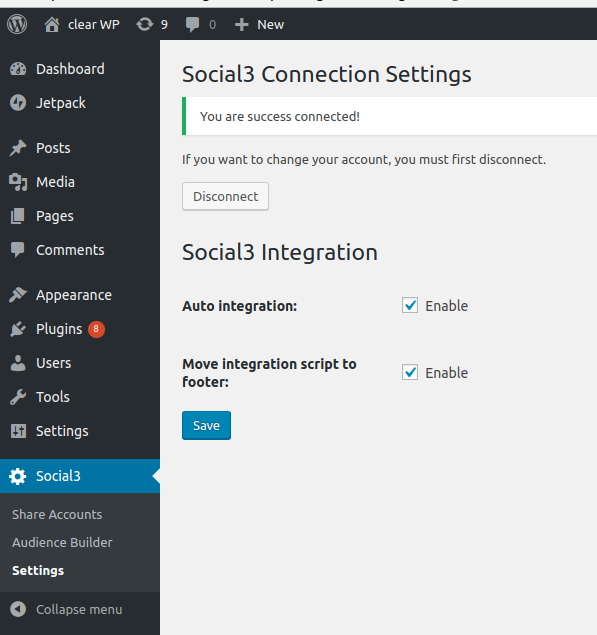 clear WP 9 0 New
Dashboard
Jetpack
Posts
Media
Pages
Comments
Appearance
Plugins 8
Users
Tools
Settings
Social3
Share Accounts
Audience Builder
Settings
Collapse menu
Social3 Connection Settings
You are success connected!
If you want to change your account, you must first disconnect.
Disconnect
Social3 Integration
Auto integration: Enable
Move integration script to
footer: Enable
Save